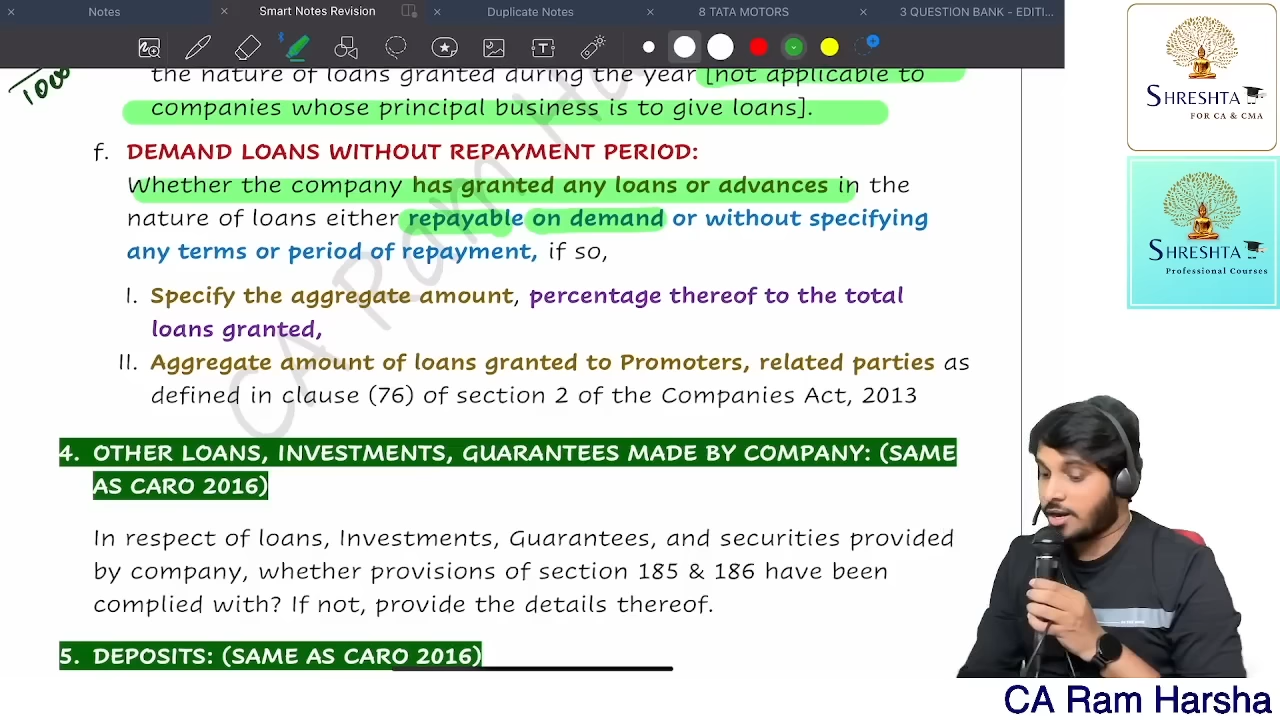 Notes
Smart Notes Revision
Duplicate Notes
8 TATA MOTORS
3 QUESTION BANK - EDITI...
the nature of loans granted during the year [not applicable to
companies whose principal business is to give loans].
f. DEMAND LOANS WITHOUT REPAYMENT PERIOD:
Whether the company has granted any loans or advances in the
nature of loans either repayable on demand or without specifying
any terms or period of repayment, if so,
I. Specify the aggregate amount, percentage thereof to the total
loans granted,
II. Aggregate amount of loans granted to Promoters, related parties as
defined in clause (76) of section 2 of the Companies Act, 2013
4. OTHER LOANS, INVESTMENTS, GUARANTEES MADE BY COMPANY: (SAME
AS CARO 2016)
In respect of loans, Investments, Guarantees, and securities provided
by company, whether provisions of section 185 & 186 have been
complied with? If not, provide the details thereof.
5. DEPOSITS: (SAME AS CARO 2016)
CA Ram
SHRESHTA
FOR CA & CMA
SHRESHTA
Professional Courses
CA Ram Harsha